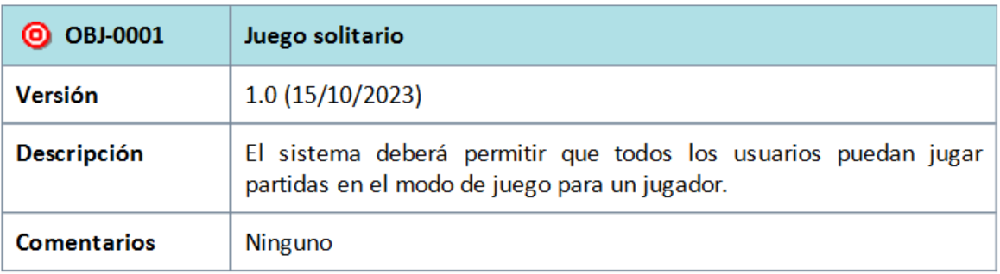 OBJ-0001 Juego solitario
Versión 1.0 (15/10/2023)
Descripción El sistema deberá permitir que todos los usuarios puedan jugar
partidas en el modo de juego para un jugador.
Comentarios Ninguno